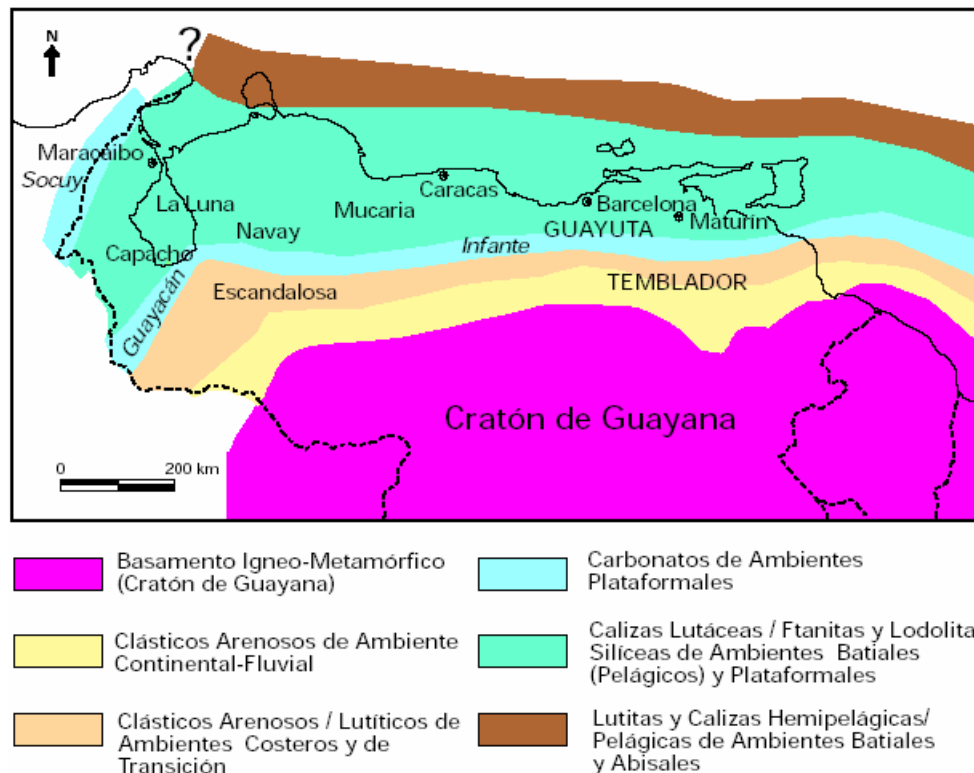 N
?
Maracaibo
Socuy
Caracas
La Luna
Mucaria
Barcelona
Navay
GUAYUTA
Maturín
Capacho
Infante
Guayacán
Escandalosa
TEMBLADOR
Cratón de Guayana
0 200 km
Basamento Igneo-Metamórfico
(Cratón de Guayana)
Clásticos Arenosos de Ambiente
Continental-Fluvial
Clásticos Arenosos / Lutíticos de
Ambientes Costeros y de
Transición
Carbonatos de Ambientes
Plataformales
Calizas Lutáceas / Ftanitas y Lodolita
Silíceas de Ambientes Batiales
(Pelágicos) y Plataformales
Lutitas y Calizas Hemipelágicas/
Pelágicas de Ambientes Batiales
y Abisales